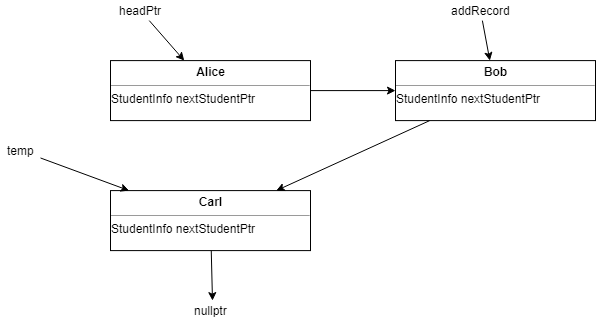 headPtr
addRecord
Alice
StudentInfo nextStudentPtr
Bob
StudentInfo nextStudentPtr
temp
Carl
StudentInfo nextStudentPtr
nullptr